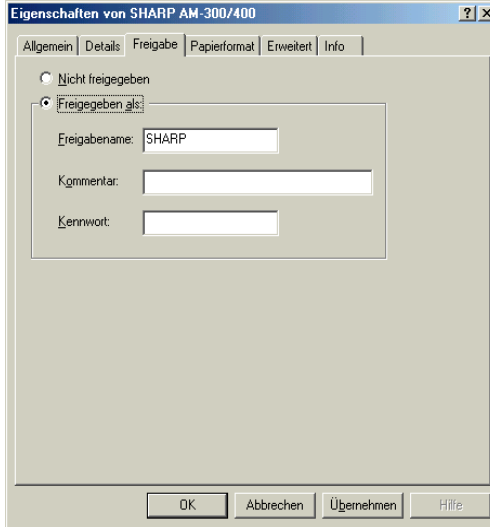 Eigenschaften von SHARP AM-300/400
Allgemein Details Freigabe Papierformat Erweitert Info
Nicht freigegeben
Freigegeben als:
Freigabename: SHARP
Kommentar:
Kennwort:
OK Abbrechen Übernehmen Hilfe